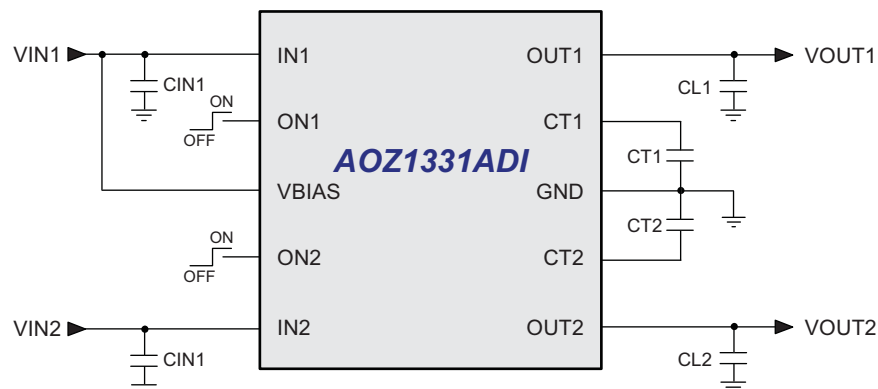 VIN1
IN1
OUT1
VOUT1
CIN1
CL1
ON
ON1
OFF
CT1
CT1
AOZ1331ADI
VBIAS
GND
CT2
ON
ON2
OFF
CT2
VIN2
IN2
OUT2
VOUT2
CIN1
CL2